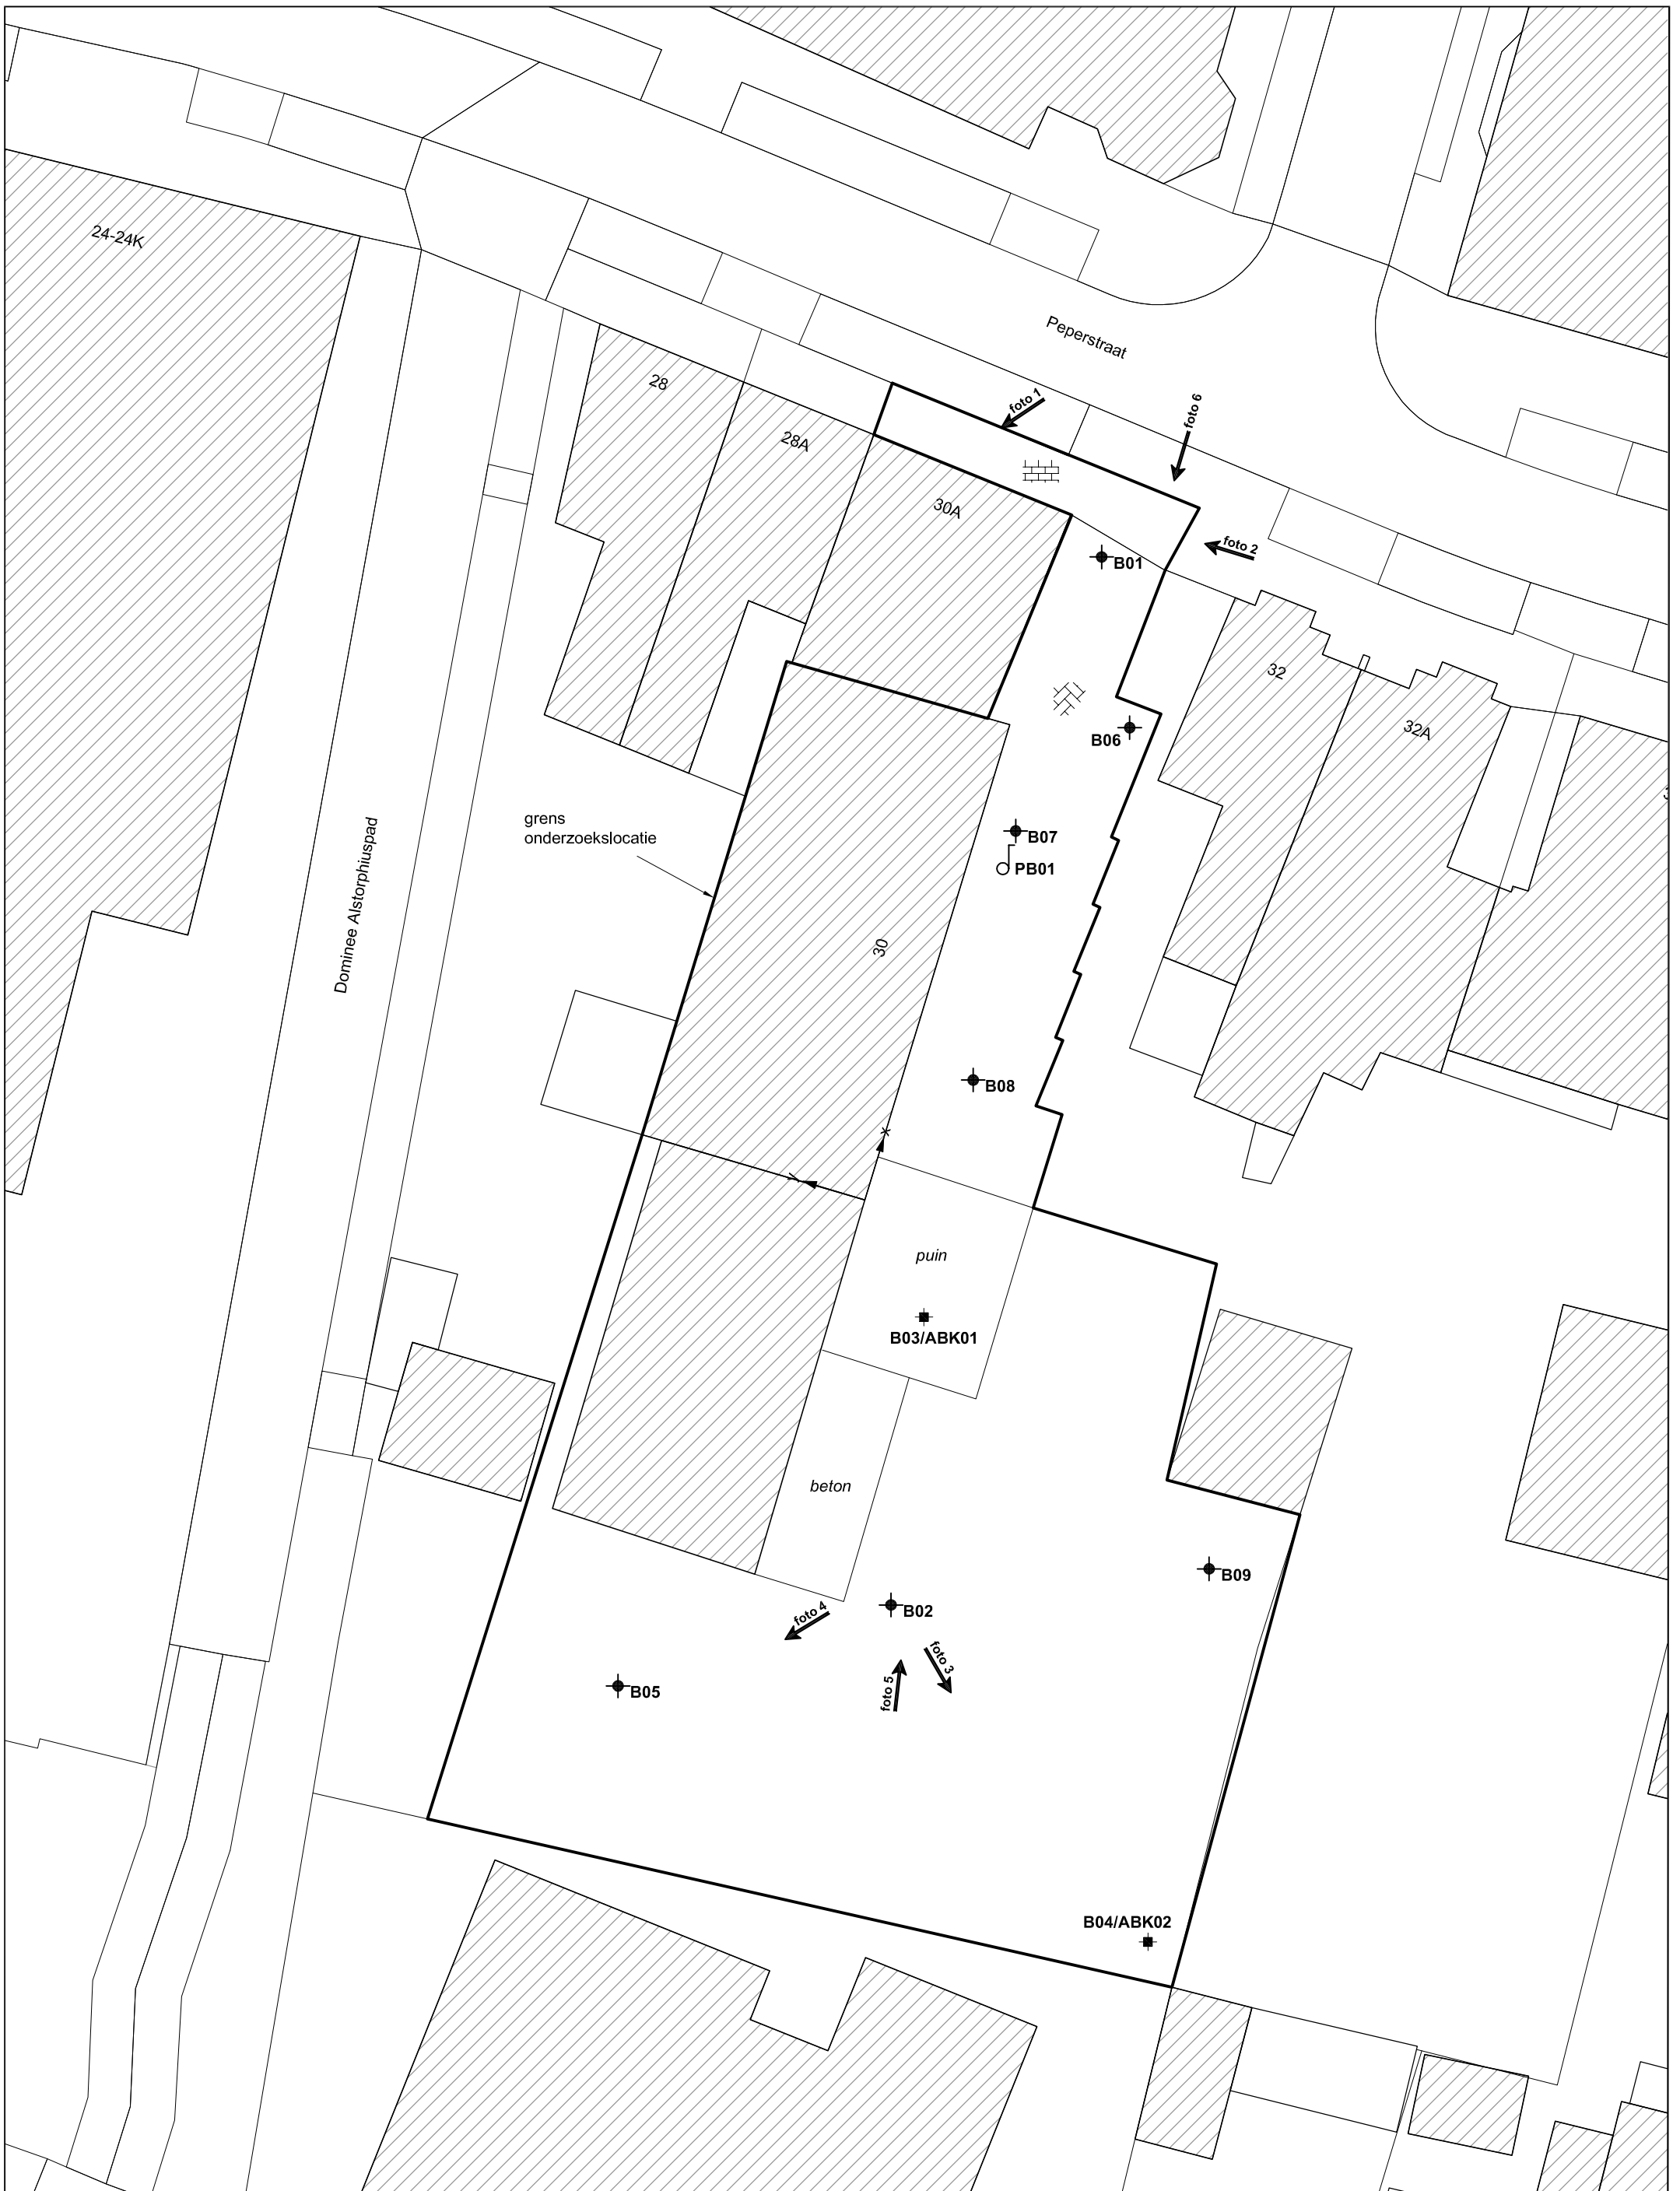 24-24K
Peperstraat
28
foto 1
foto 6
28A
30A
foto 2
B01
32
32A
B06
grens
onderzoekslocatie
B07
PB01
Dominee Alstorphiuspad
30
B08
puin
B03/ABK01
beton
B09
foto 4
B02
foto 3
foto 5
B05
B04/ABK02